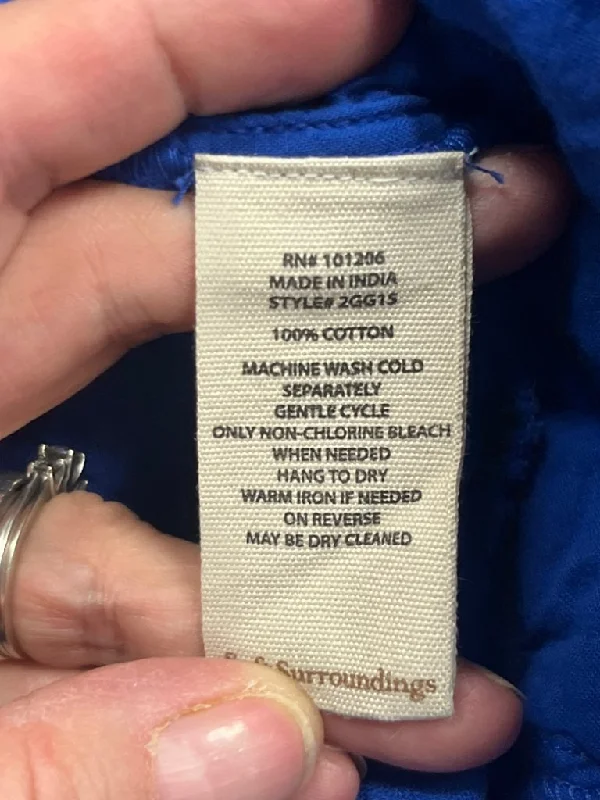 RN# 101206
MADE IN INDIA
STYLE# 2GG1S
100% COTTON
MACHINE WASH COLD
SEPARATELY
GENTLE CYCLE
ONLY NON-CHLORINE BLEACH
WHEN NEEDED
HANG TO DRY
WARM IRON IF NEEDED
ON REVERSE
MAY BE DRY CLEANED
Surroundings